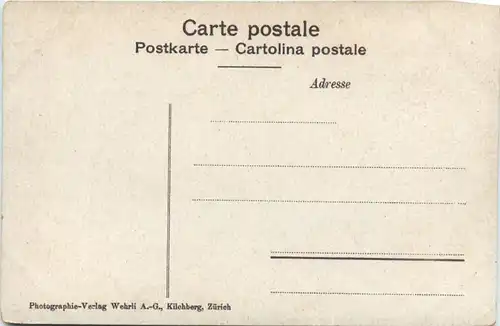 Carte postale
Postkarte — Cartolina postale
Adresse
Photographie-Verlag Wehrli A.-G., Kilchberg, Zürich